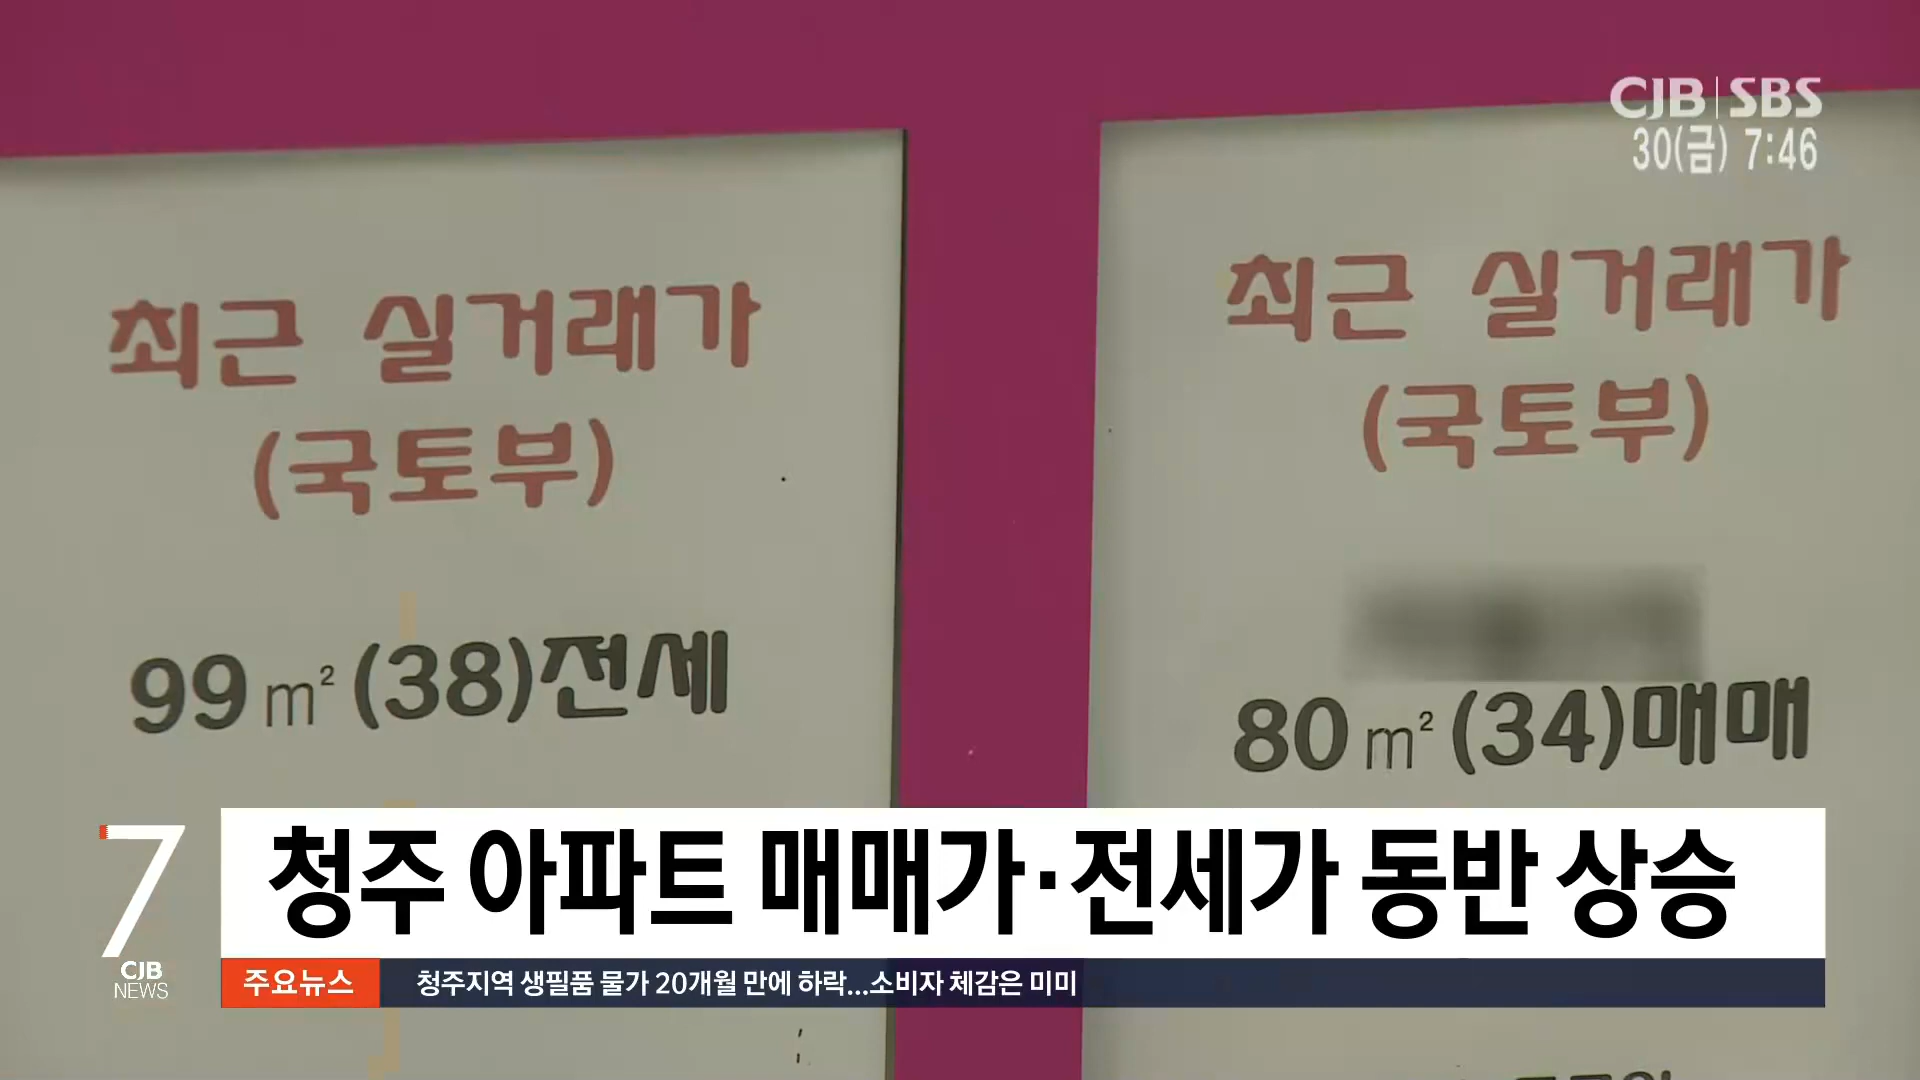 CJB SBS
30(금) 7:46
최근 실거래가
(국토부)
99㎡(38)전세
최근 실거래가
(국토부)
80㎡(34)매매
7
CJB
NEWS
청주 아파트 매매가·전세가 동반 상승
주요뉴스 청주지역 생필품 물가 20개월 만에 하락...소비자 체감은 미미